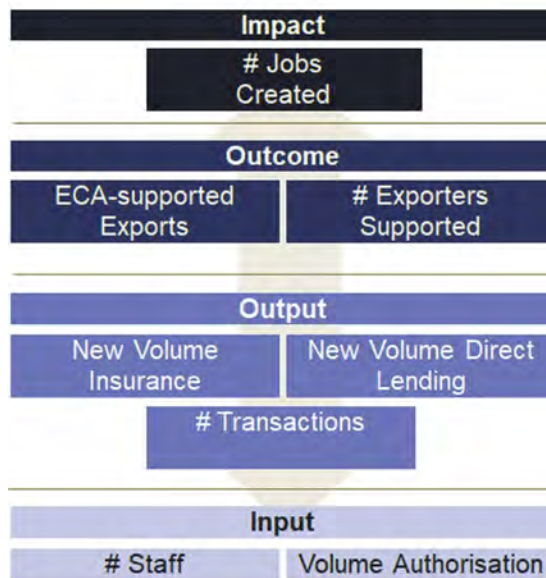 Impact
# Jobs
Created
Outcome
ECA-supported
Exports
# Exporters
Supported
Output
New Volume
Insurance
New Volume Direct
Lending
# Transactions
Input
# Staff
Volume Authorisation